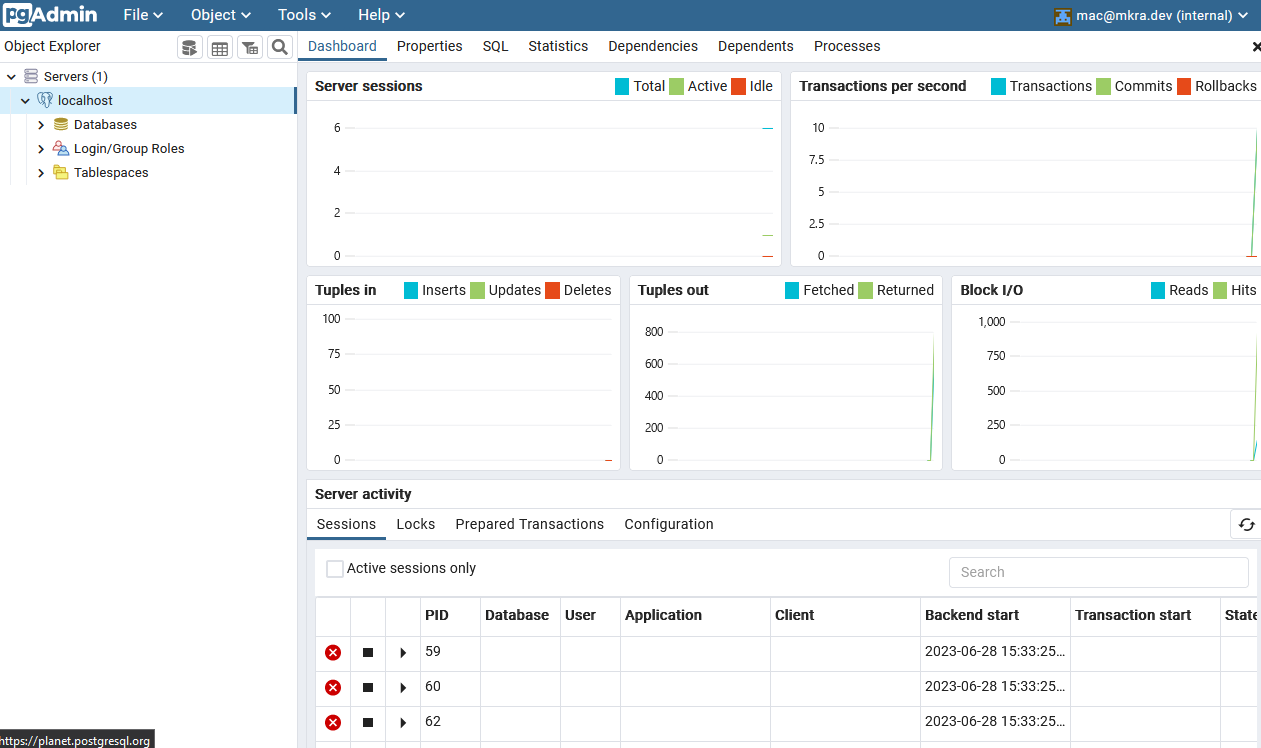 pgAdmin File Object Tools Help mac@mkra.dev (internal)
Object Explorer
Dashboard Properties SQL Statistics Dependencies Dependents Processes
Servers (1)
localhost
Databases
Login/Group Roles
Tablespaces
Server sessions Total Active Idle
6
4
2
0
Transactions per second Transactions Commits Rollbacks
10
7.5
5
2.5
0
Tuples in Inserts Updates Deletes
100
75
50
25
0
Tuples out Fetched Returned
800
600
400
200
0
Block I/O Reads Hits
1,000
750
500
250
0
Server activity
Sessions Locks Prepared Transactions Configuration
Active sessions only Search
PID Database User Application Client Backend start Transaction start State
59 2023-06-28 15:33:25...
60 2023-06-28 15:33:25...
62 2023-06-28 15:33:25...
https://planet.postgresql.org